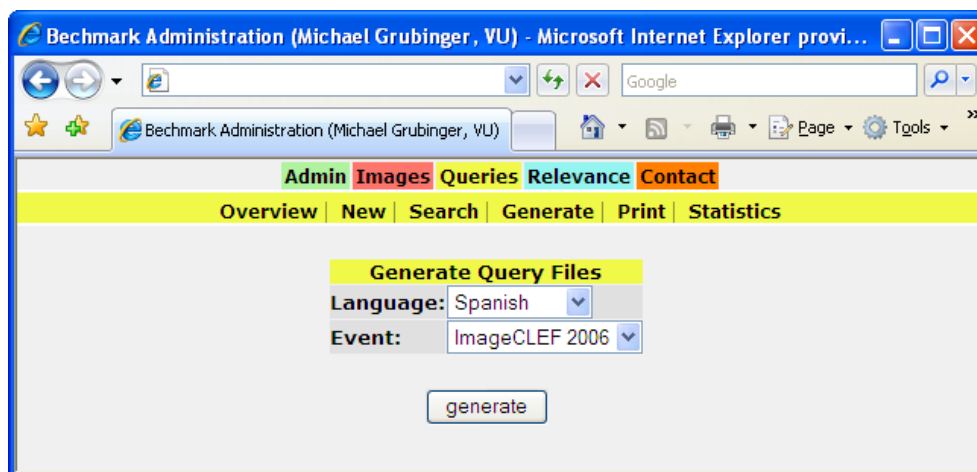 Bechmark Administration (Michael Grubinger, VU) - Microsoft Internet Explorer provi...
Google
Bechmark Administration (Michael Grubinger, VU) Page Tools »
Admin Images Queries Relevance Contact
Overview | New | Search | Generate | Print | Statistics
Generate Query Files
Language: Spanish
Event: ImageCLEF 2006
generate